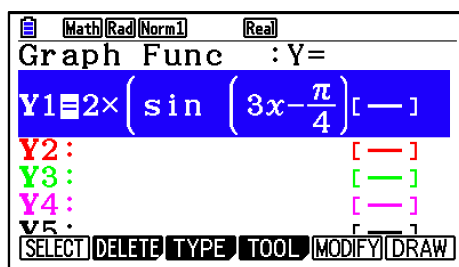 Math Rad Norm1 Real
Graph Func :Y=
Y1=2×(sin (3x-π/4) [—]
Y2: [—]
Y3: [—]
Y4: [—]
Y5: [—]
SELECT DELETE TYPE TOOL MODIFY DRAW